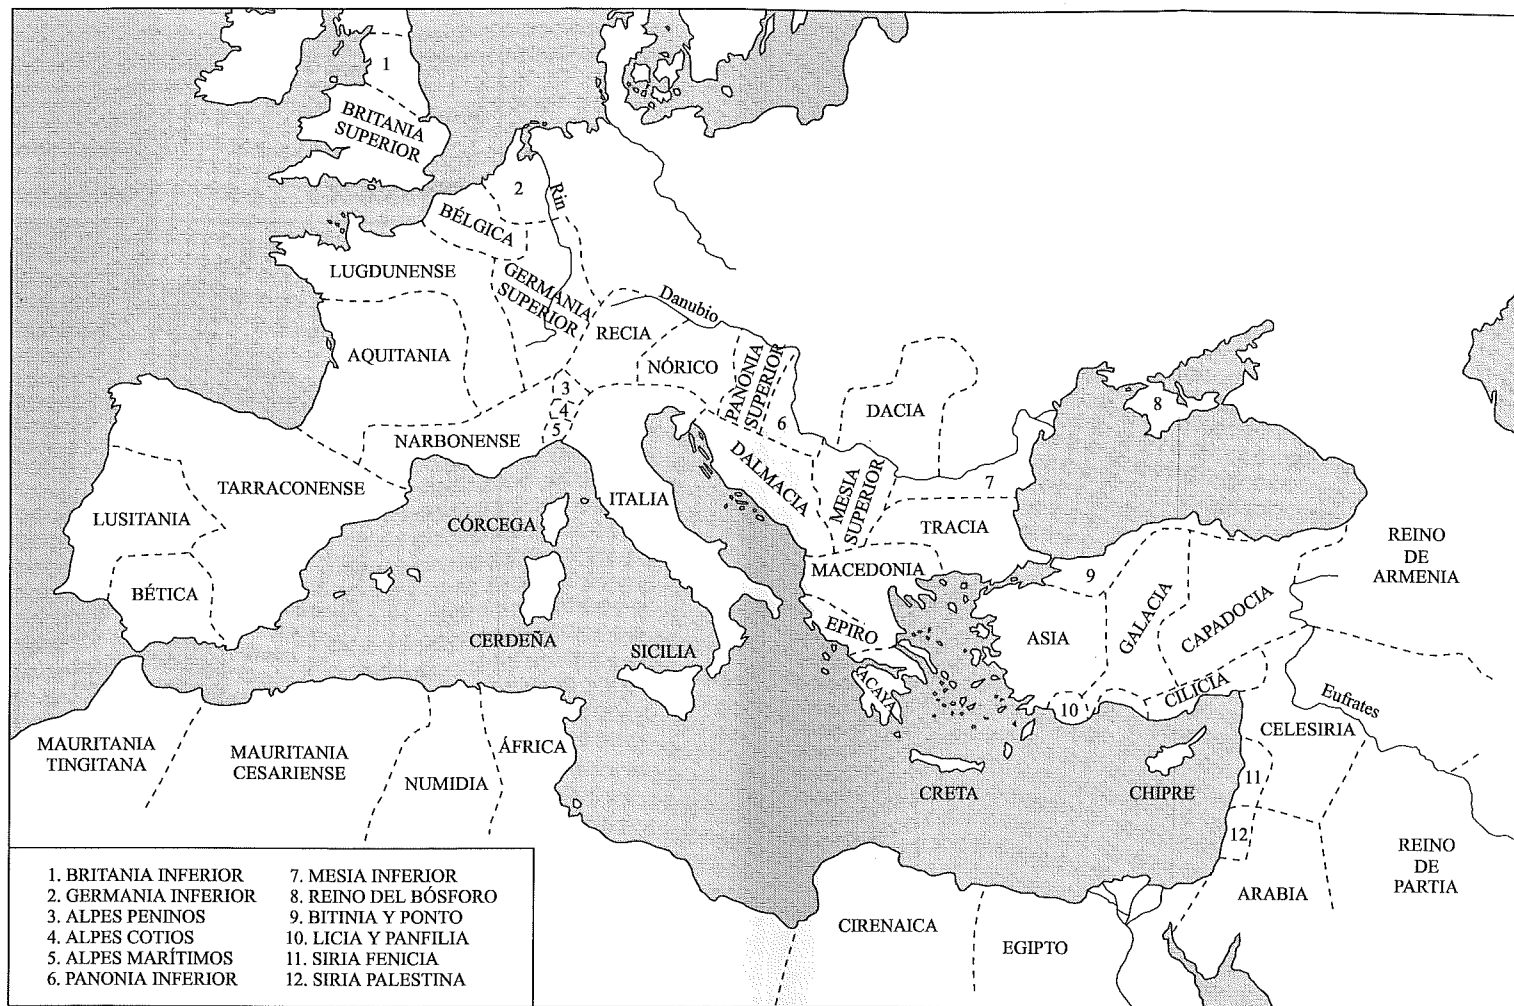 1
BRITANIA
SUPERIOR
2
Rin
BÉLGICA
LUGDUNENSE
GERMANIA
SUPERIOR
Danubio
RECIA
AQUITANIA
NÓRICO
PANONIA
SUPERIOR
3
4
5
6
DACIA
8
NARBONENSE
DALMACIA
MESIA
SUPERIOR
7
TARRACONENSE
ITALIA
LUSITANIA
CÓRCEGA
TRACIA
REINO
DE
ARMENIA
MACEDONIA
9
BÉTICA
GALACIA
CAPADOCIA
CERDEÑA
SICILIA
EPIRO
ASIA
ACAYA
10
CILICIA
Eufrates
MAURITANIA
TINGITANA
MAURITANIA
CESARIENSE
NUMIDIA
ÁFRICA
CELESIRIA
11
CRETA
CHIPRE
12
REINO
DE
PARTIA
ARABIA
CIRENAICA
EGIPTO
1. BRITANIA INFERIOR
2. GERMANIA INFERIOR
3. ALPES PENINOS
4. ALPES COTIOS
5. ALPES MARÍTIMOS
6. PANONIA INFERIOR
7. MESIA INFERIOR
8. REINO DEL BÓSFORO
9. BITINIA Y PONTO
10. LICIA Y PANFILIA
11. SIRIA FENICIA
12. SIRIA PALESTINA